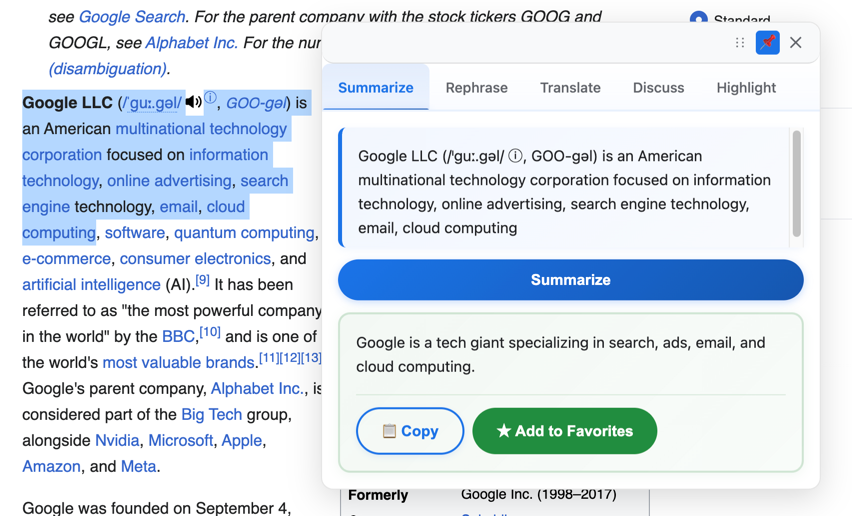 see Google Search. For the parent company with the stock tickers GOOG and
GOOGL, see Alphabet Inc. For the
(disambiguation).
Standard
Google LLC (/ˈɡuː.ɡəl/ ⓘ, GOO-gəl) is
an American multinational technology
corporation focused on information
technology, online advertising, search
engine technology, email, cloud
computing, software, quantum computing,
e-commerce, consumer electronics, and
artificial intelligence (AI).[9] It has been
referred to as "the most powerful company
in the world" by the BBC,[10] and is one of
the world's most valuable brands.[11][12][13]
Google's parent company, Alphabet Inc., is
considered part of the Big Tech group,
alongside Nvidia, Microsoft, Apple,
Amazon, and Meta.
Google was founded on September 4,
Summarize Rephrase Translate Discuss Highlight
Google LLC (/ˈɡuː.ɡəl/ ⓘ, GOO-gəl) is an American
multinational technology corporation focused on information
technology, online advertising, search engine technology,
email, cloud computing
Summarize
Google is a tech giant specializing in search, ads, email, and
cloud computing.
Copy
★ Add to Favorites
Formerly Google Inc. (1998–2017)